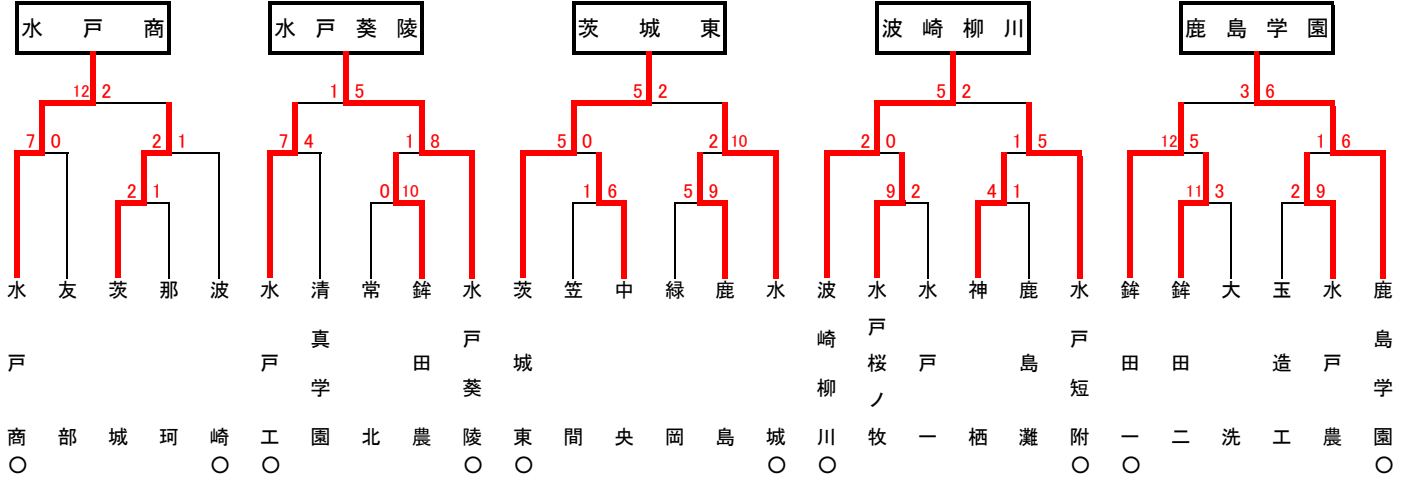 水戸商 水戸葵陵 茨城東 波崎柳川 鹿島学園
12 2 1 5 5 2 5 2 3 6
7 0 2 1 7 4 1 8 5 0 2 10 2 0 1 5 12 5 1 6
2 1 0 10 1 6 5 9 9 2 4 1 11 3 2 9
水戸商
友部
茨城
那珂
波崎
水戸工
清真学園
常北
鉾田農
水戸葵陵
茨城東
笠間
中央
緑岡
鹿島
水城
波崎柳川
水戸桜ノ牧
水戸一
神栖
鹿島灘
水戸短附
鉾田一
鉾田二
大洗
玉造工
水戸農
鹿島学園
○ ○ ○ ○ ○ ○ ○ ○ ○ ○